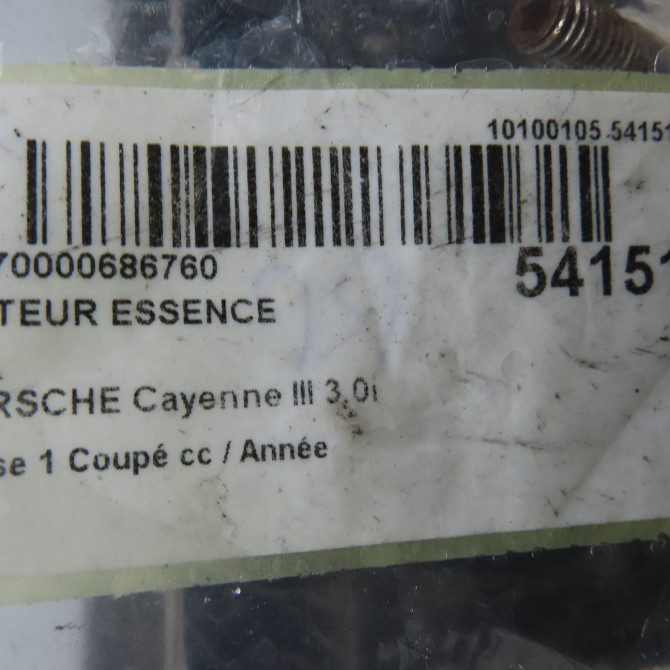 10100105 54151
70000686760
54151
TEUR ESSENCE
RSCHE Cayenne III 3.0i
se 1 Coupé cc / Année